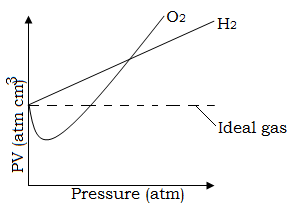 O2
H2
PV (atm cm3)
Ideal gas
Pressure (atm)